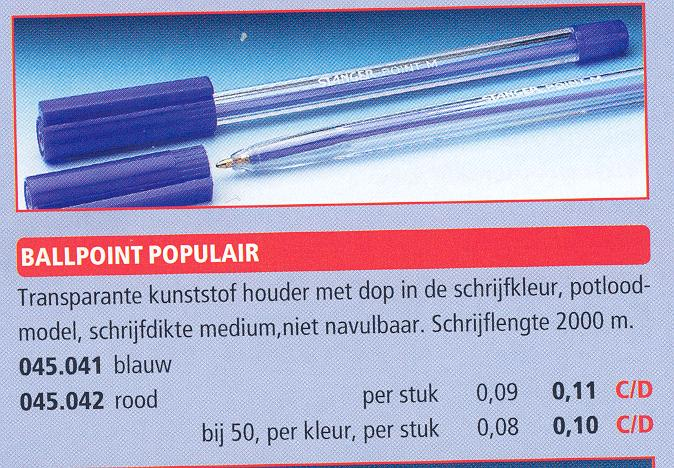 STANGER POINT M
STANGER POINT M
BALLPOINT POPULAIR
Transparante kunststof houder met dop in de schrijfkleur, potlood-
model, schrijfdikte medium,niet navulbaar. Schrijflengte 2000 m.
045.041 blauw
045.042 rood per stuk 0,09 0,11 C/D
bij 50, per kleur, per stuk 0,08 0,10 C/D